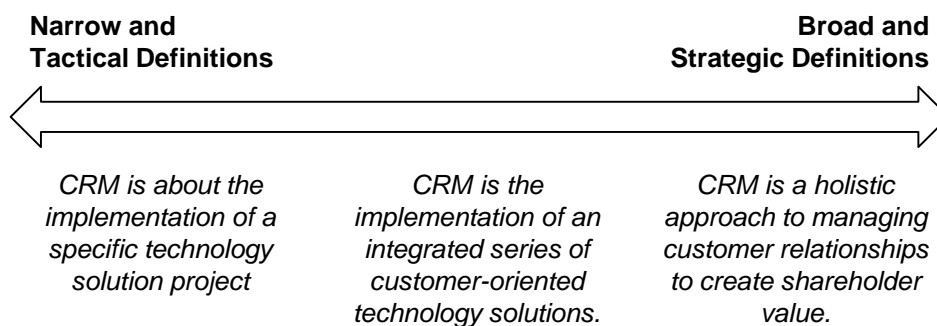 Narrow and
Tactical Definitions
Broad and
Strategic Definitions
CRM is about the
implementation of a
specific technology
solution project
CRM is the
implementation of an
integrated series of
customer-oriented
technology solutions.
CRM is a holistic
approach to managing
customer relationships
to create shareholder
value.